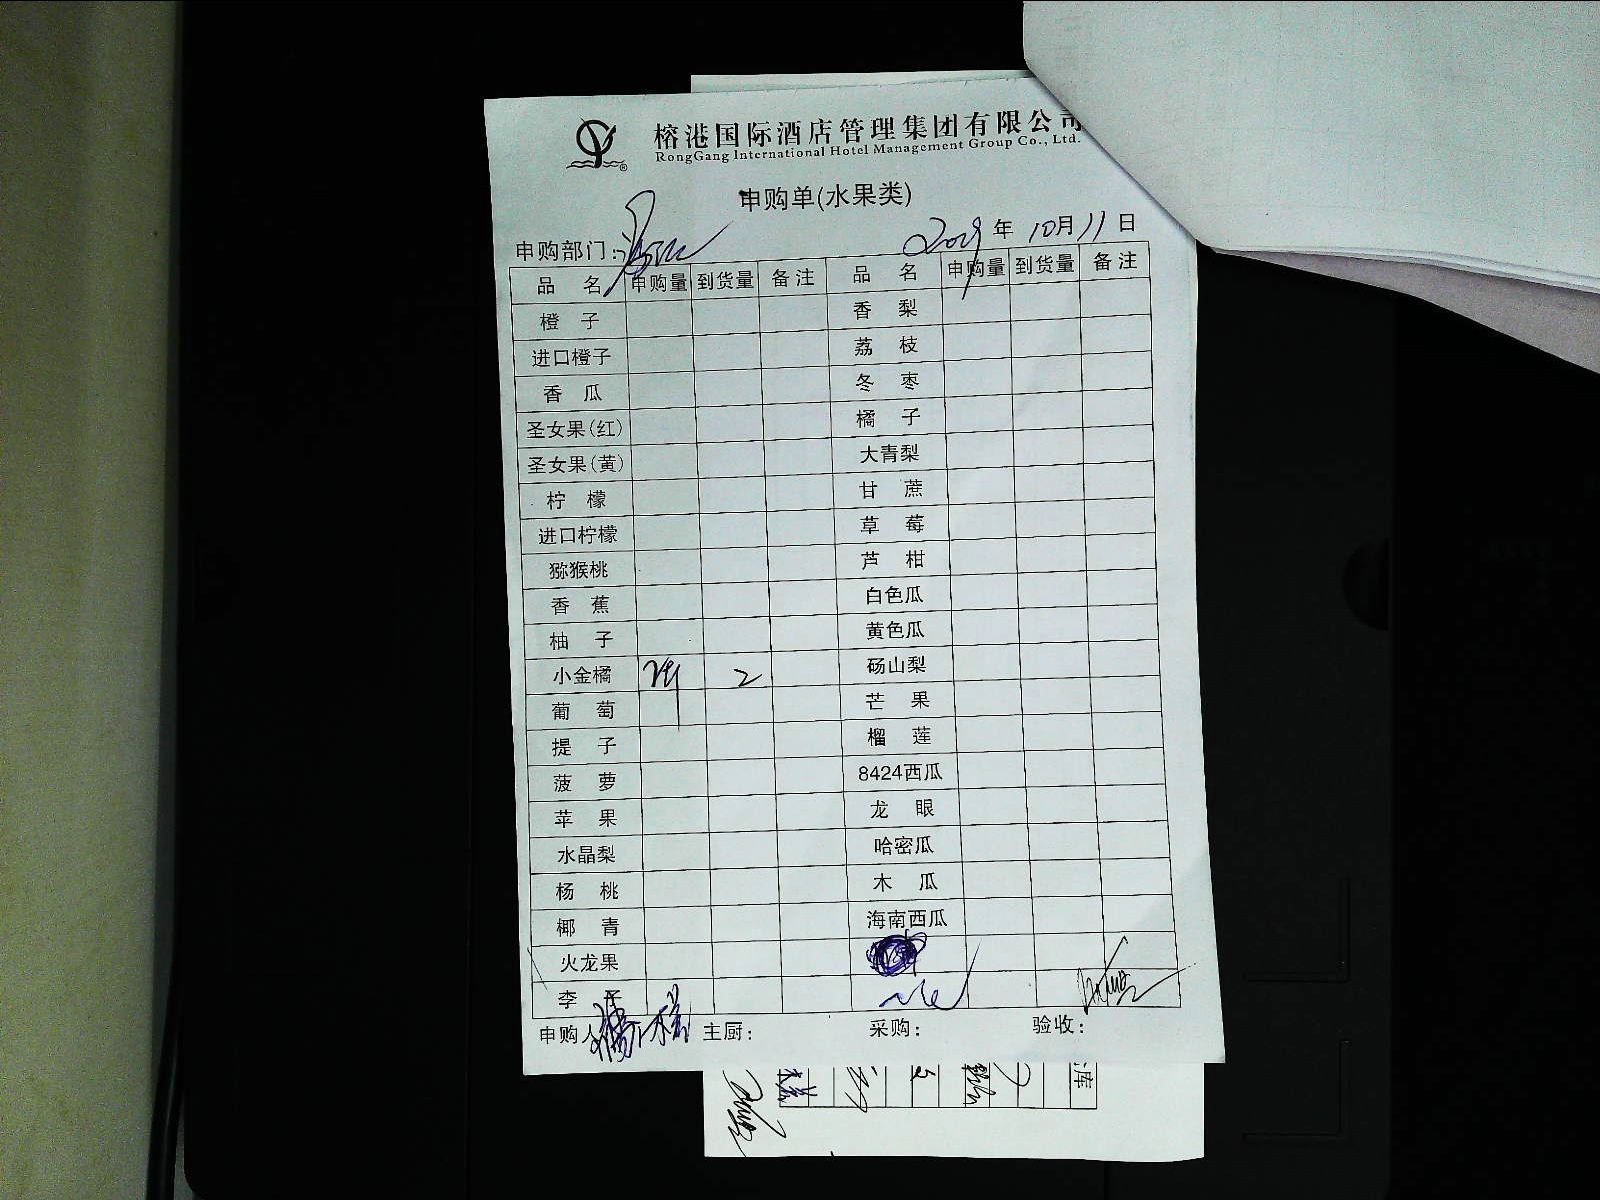 榕港国际酒店管理集团有限公司
RongGang International Hotel Management Group Co., Ltd.
申购单(水果类)
申购部门: 2019年10月11日
品名 申购量 到货量 备注 品名 申购量 到货量 备注
橙子 香梨
进口橙子 荔枝
香瓜 冬枣
圣女果(红) 橘子
圣女果(黄) 大青梨
柠檬 甘蔗
进口柠檬 草莓
猕猴桃 芦柑
香蕉 白色瓜
柚子 黄色瓜
小金橘 2 砀山梨
葡萄 芒果
提子 榴莲
菠萝 8424西瓜
苹果 龙眼
水晶梨 哈密瓜
杨桃 木瓜
椰青 海南西瓜
火龙果
李子
申购人 主厨: 采购: 验收:
库